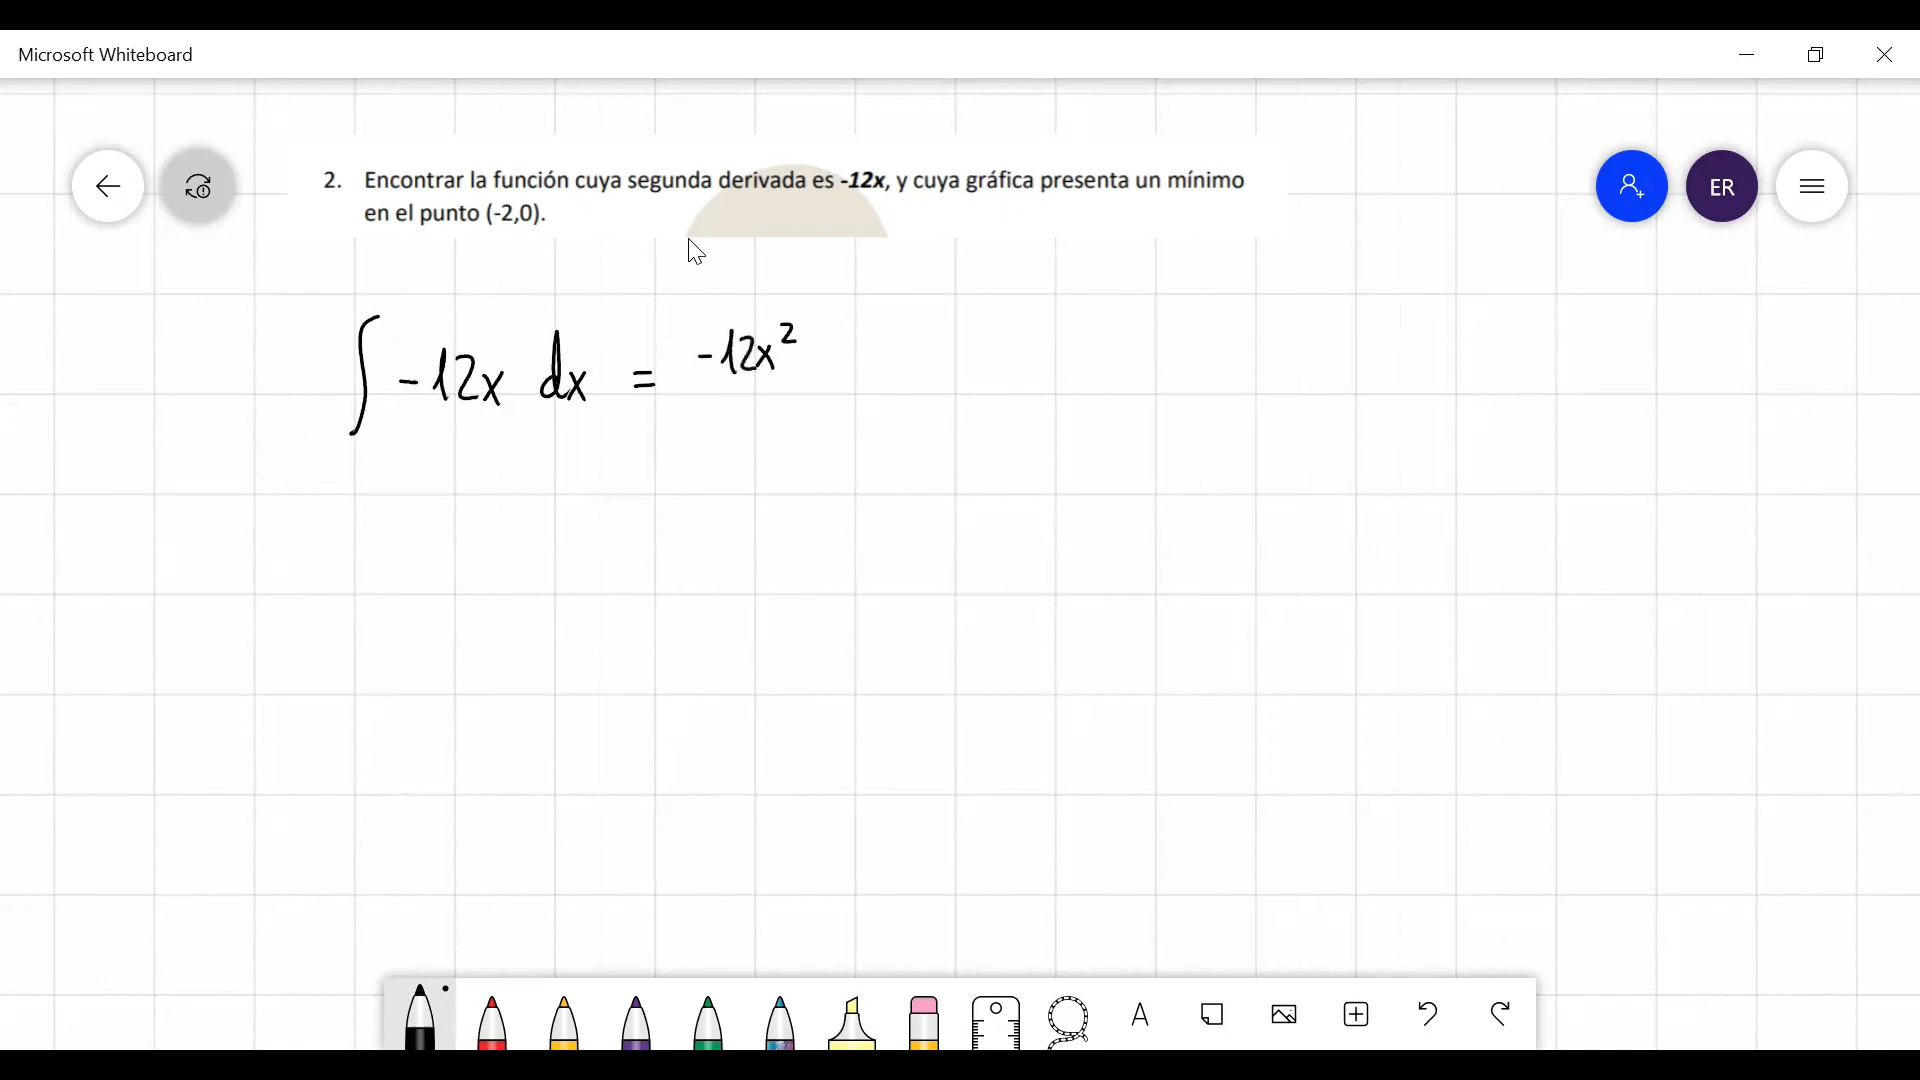 Microsoft Whiteboard
2. Encontrar la función cuya segunda derivada es -12x, y cuya gráfica presenta un mínimo
en el punto (-2,0).
ER
∫ -12x dx = -12x²
A